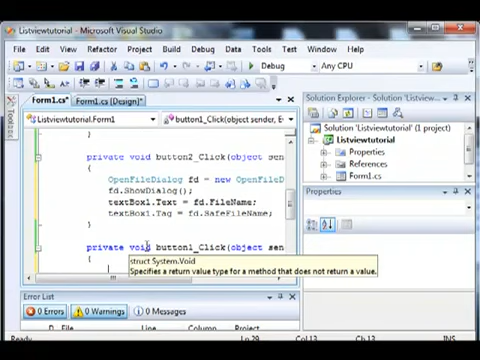 Listviewtutorial - Microsoft Visual Studio
File Edit View Refactor Project Build Debug Data Tools Test Window Help
Debug Any CPU
Form1.cs* Form1.cs [Design]*
Toolbox
Listviewtutorial.Form1 button1_Click(object sender, E
}
private void button2_Click(object sen
{
OpenFileDialog fd = new OpenFileD
fd.ShowDialog();
textBox1.Text = fd.FileName;
textBox1.Tag = fd.SafeFileName;
}
private void button1_Click(object sen
{
struct System.Void
Specifies a return value type for a method that does not return a value.
Solution Explorer - Listview...
Solution 'Listviewtutorial' (1 project)
Listviewtutorial
Properties
References
Form1.cs
Properties
Error List
0 Errors 0 Warnings 0 Messages
Description File Line Column Project
Ln 29 Col 13 Ch 13